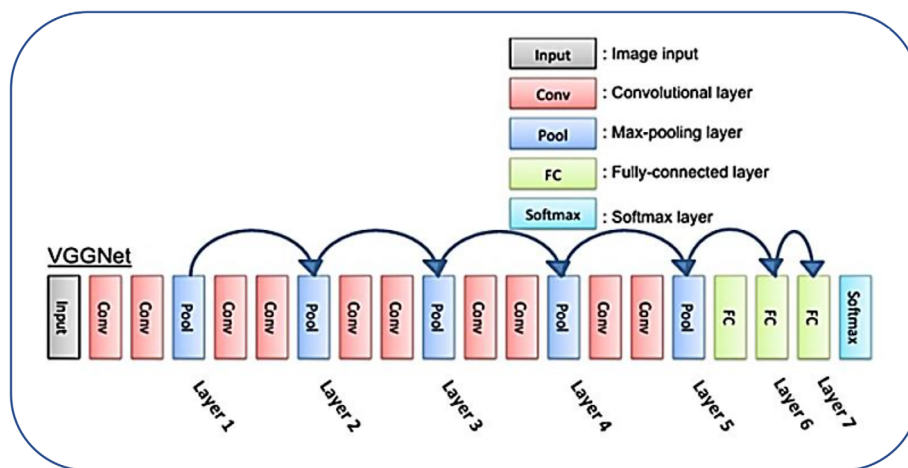 Input : Image input
Conv : Convolutional layer
Pool : Max-pooling layer
FC : Fully-connected layer
Softmax : Softmax layer
VGGNet
Input
Conv
Conv
Pool
Conv
Conv
Pool
Conv
Conv
Pool
Conv
Conv
Pool
Conv
Conv
Pool
FC
FC
FC
Softmax
Layer 1
Layer 2
Layer 3
Layer 4
Layer 5
Layer 6
Layer 7